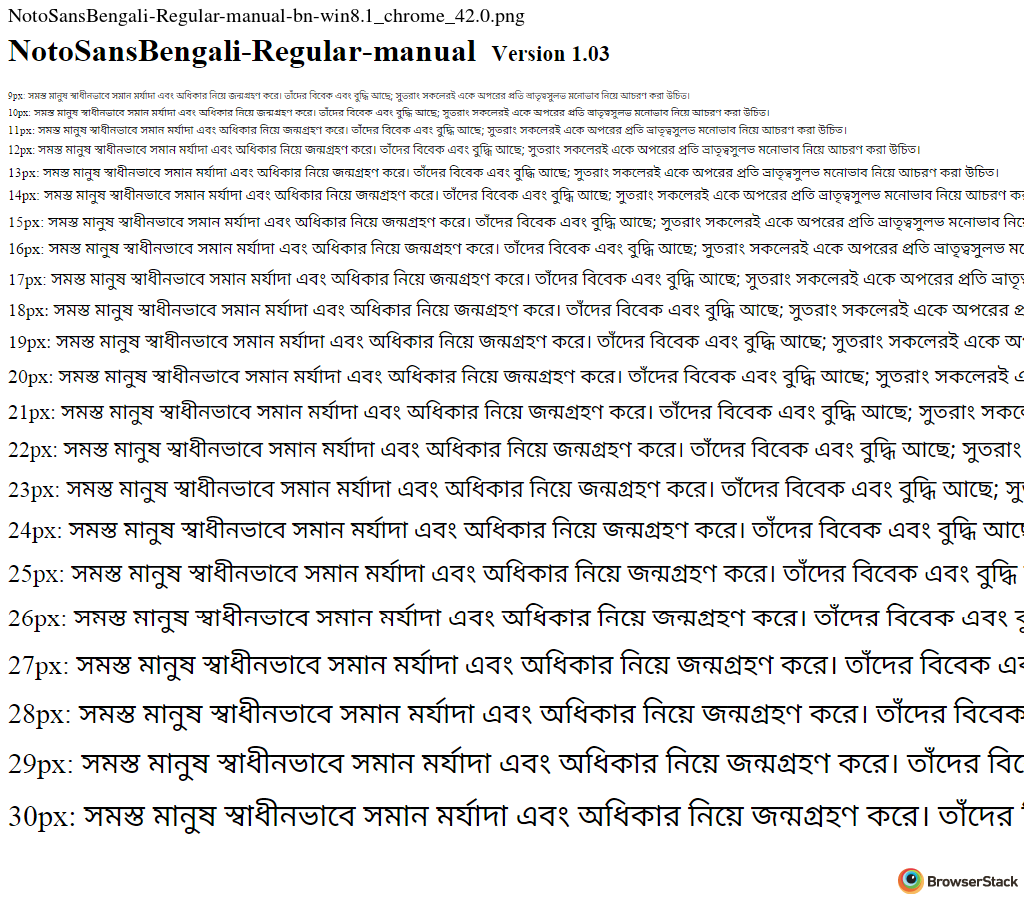 NotoSansBengali-Regular-manual-bn-win8.1_chrome_42.0.png
NotoSansBengali-Regular-manual Version 1.03
9px: সমস্ত মানুষ স্বাধীনভাবে সমান মর্যাদা এবং অধিকার নিয়ে জন্মগ্রহণ করে। তাঁদের বিবেক এবং বুদ্ধি আছে; সুতরাং সকলেরই একে অপরের প্রতি ভ্রাতৃত্বসুলভ মনোভাব নিয়ে আচরণ করা উচিত।
10px: সমস্ত মানুষ স্বাধীনভাবে সমান মর্যাদা এবং অধিকার নিয়ে জন্মগ্রহণ করে। তাঁদের বিবেক এবং বুদ্ধি আছে; সুতরাং সকলেরই একে অপরের প্রতি ভ্রাতৃত্বসুলভ মনোভাব নিয়ে আচরণ করা উচিত।
11px: সমস্ত মানুষ স্বাধীনভাবে সমান মর্যাদা এবং অধিকার নিয়ে জন্মগ্রহণ করে। তাঁদের বিবেক এবং বুদ্ধি আছে; সুতরাং সকলেরই একে অপরের প্রতি ভ্রাতৃত্বসুলভ মনোভাব নিয়ে আচরণ করা উচিত।
12px: সমস্ত মানুষ স্বাধীনভাবে সমান মর্যাদা এবং অধিকার নিয়ে জন্মগ্রহণ করে। তাঁদের বিবেক এবং বুদ্ধি আছে; সুতরাং সকলেরই একে অপরের প্রতি ভ্রাতৃত্বসুলভ মনোভাব নিয়ে আচরণ করা উচিত।
13px: সমস্ত মানুষ স্বাধীনভাবে সমান মর্যাদা এবং অধিকার নিয়ে জন্মগ্রহণ করে। তাঁদের বিবেক এবং বুদ্ধি আছে; সুতরাং সকলেরই একে অপরের প্রতি ভ্রাতৃত্বসুলভ মনোভাব নিয়ে আচরণ করা উচিত।
14px: সমস্ত মানুষ স্বাধীনভাবে সমান মর্যাদা এবং অধিকার নিয়ে জন্মগ্রহণ করে। তাঁদের বিবেক এবং বুদ্ধি আছে; সুতরাং সকলেরই একে অপরের প্রতি ভ্রাতৃত্বসুলভ মনোভাব নিয়ে আচরণ
15px: সমস্ত মানুষ স্বাধীনভাবে সমান মর্যাদা এবং অধিকার নিয়ে জন্মগ্রহণ করে। তাঁদের বিবেক এবং বুদ্ধি আছে; সুতরাং সকলেরই একে অপরের প্রতি ভ্রাতৃত্বসুলভ মনোভাব
16px: সমস্ত মানুষ স্বাধীনভাবে সমান মর্যাদা এবং অধিকার নিয়ে জন্মগ্রহণ করে। তাঁদের বিবেক এবং বুদ্ধি আছে; সুতরাং সকলেরই একে অপরের প্রতি ভ্রাতৃত্বসুলভ
17px: সমস্ত মানুষ স্বাধীনভাবে সমান মর্যাদা এবং অধিকার নিয়ে জন্মগ্রহণ করে। তাঁদের বিবেক এবং বুদ্ধি আছে; সুতরাং সকলেরই একে অপরের প্রতি
18px: সমস্ত মানুষ স্বাধীনভাবে সমান মর্যাদা এবং অধিকার নিয়ে জন্মগ্রহণ করে। তাঁদের বিবেক এবং বুদ্ধি আছে; সুতরাং সকলেরই একে অপরের
19px: সমস্ত মানুষ স্বাধীনভাবে সমান মর্যাদা এবং অধিকার নিয়ে জন্মগ্রহণ করে। তাঁদের বিবেক এবং বুদ্ধি আছে; সুতরাং সকলেরই একে
20px: সমস্ত মানুষ স্বাধীনভাবে সমান মর্যাদা এবং অধিকার নিয়ে জন্মগ্রহণ করে। তাঁদের বিবেক এবং বুদ্ধি আছে; সুতরাং সকলেরই
21px: সমস্ত মানুষ স্বাধীনভাবে সমান মর্যাদা এবং অধিকার নিয়ে জন্মগ্রহণ করে। তাঁদের বিবেক এবং বুদ্ধি আছে; সুতরাং
22px: সমস্ত মানুষ স্বাধীনভাবে সমান মর্যাদা এবং অধিকার নিয়ে জন্মগ্রহণ করে। তাঁদের বিবেক এবং বুদ্ধি আছে; সুতরাং
23px: সমস্ত মানুষ স্বাধীনভাবে সমান মর্যাদা এবং অধিকার নিয়ে জন্মগ্রহণ করে। তাঁদের বিবেক এবং বুদ্ধি আছে;
24px: সমস্ত মানুষ স্বাধীনভাবে সমান মর্যাদা এবং অধিকার নিয়ে জন্মগ্রহণ করে। তাঁদের বিবেক এবং বুদ্ধি
25px: সমস্ত মানুষ স্বাধীনভাবে সমান মর্যাদা এবং অধিকার নিয়ে জন্মগ্রহণ করে। তাঁদের বিবেক এবং বুদ্ধি
26px: সমস্ত মানুষ স্বাধীনভাবে সমান মর্যাদা এবং অধিকার নিয়ে জন্মগ্রহণ করে। তাঁদের বিবেক এবং
27px: সমস্ত মানুষ স্বাধীনভাবে সমান মর্যাদা এবং অধিকার নিয়ে জন্মগ্রহণ করে। তাঁদের বিবেক
28px: সমস্ত মানুষ স্বাধীনভাবে সমান মর্যাদা এবং অধিকার নিয়ে জন্মগ্রহণ করে। তাঁদের বিবেক
29px: সমস্ত মানুষ স্বাধীনভাবে সমান মর্যাদা এবং অধিকার নিয়ে জন্মগ্রহণ করে। তাঁদের
30px: সমস্ত মানুষ স্বাধীনভাবে সমান মর্যাদা এবং অধিকার নিয়ে জন্মগ্রহণ করে। তাঁদের
BrowserStack